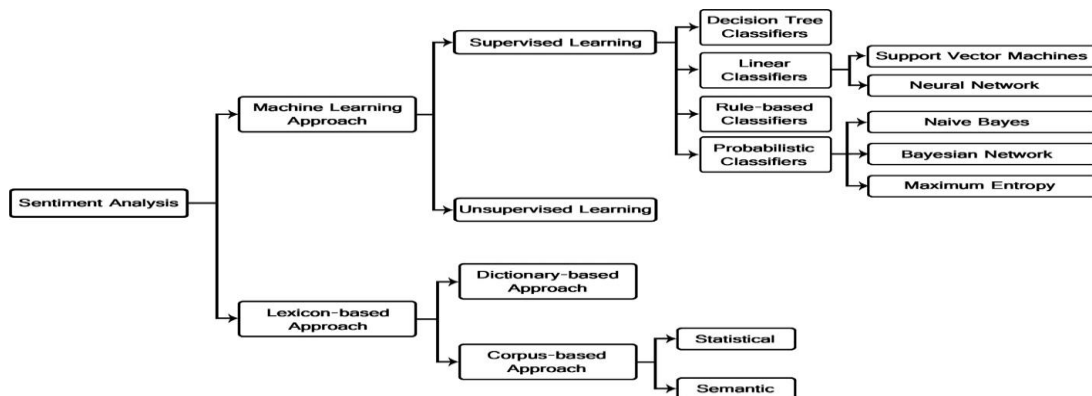 Decision Tree
Classifiers
Supervised Learning
Linear
Classifiers
Support Vector Machines
Neural Network
Machine Learning
Approach
Rule-based
Classifiers
Naive Bayes
Probabilistic
Classifiers
Bayesian Network
Maximum Entropy
Sentiment Analysis
Unsupervised Learning
Dictionary-based
Approach
Lexicon-based
Approach
Statistical
Corpus-based
Approach
Semantic